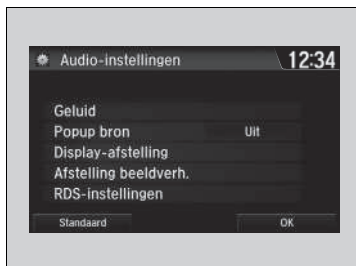 Audio-instellingen 12:34
Geluid
Popup bron Uit
Display-afstelling
Afstelling beeldverh.
RDS-instellingen
Standaard OK